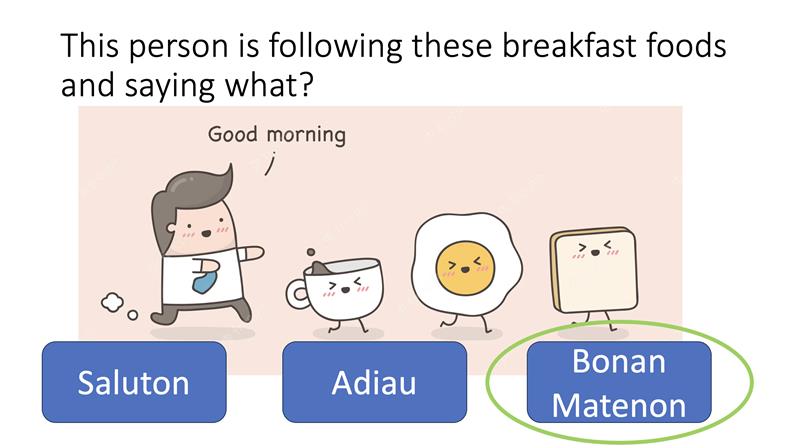 This person is following these breakfast foods
and saying what?
Good morning
Saluton
Adiau
Bonan
Matenon